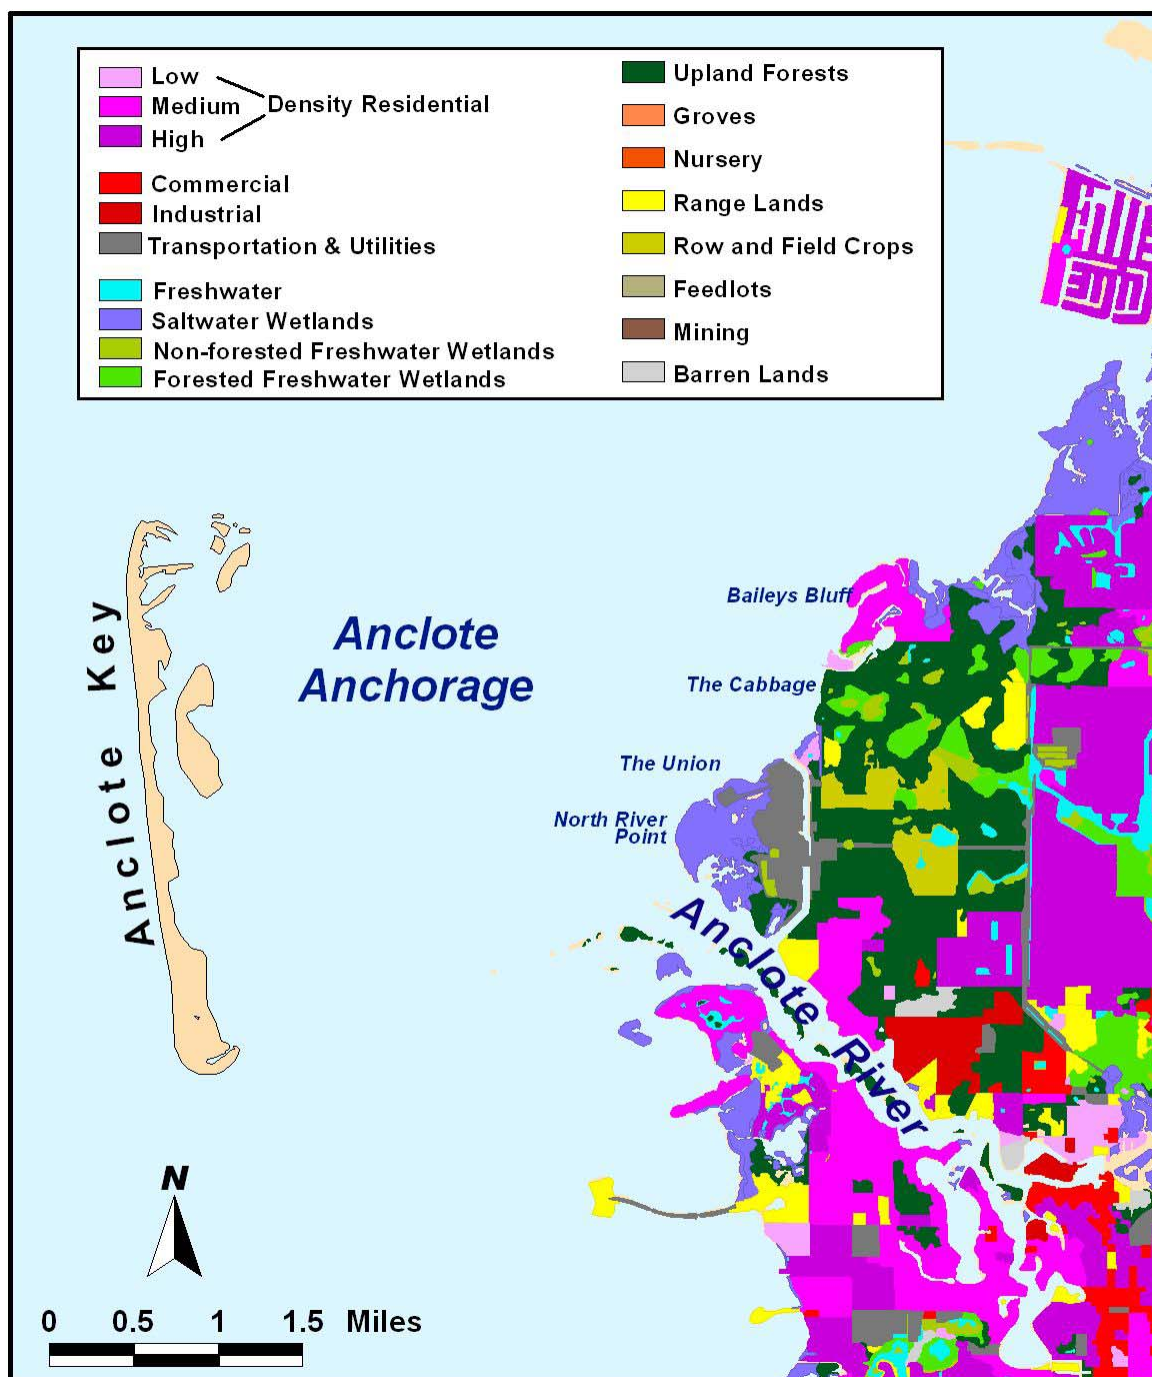 Low
Medium
High
Density Residential
Commercial
Industrial
Transportation & Utilities
Freshwater
Saltwater Wetlands
Non-forested Freshwater Wetlands
Forested Freshwater Wetlands
Upland Forests
Groves
Nursery
Range Lands
Row and Field Crops
Feedlots
Mining
Barren Lands
Anclote Key
Anclote
Anchorage
Baileys Bluff
The Cabbage
The Union
North River
Point
Anclote River
N
0 0.5 1 1.5 Miles